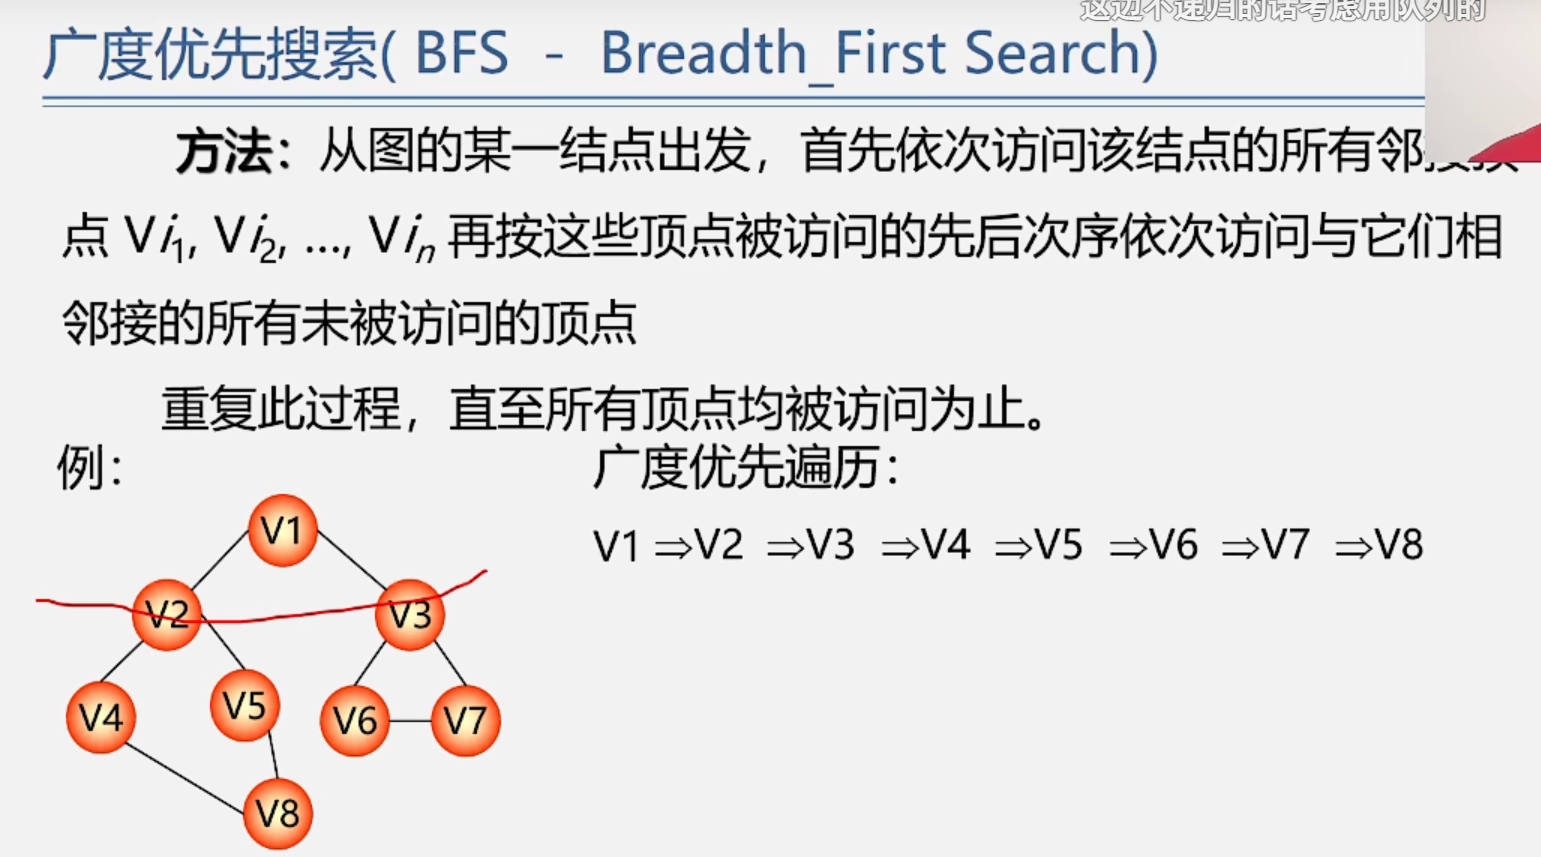 这边不递归的话考虑用队列的
广度优先搜索( BFS - Breadth_First Search)
方法：从图的某一结点出发，首先依次访问该结点的所有邻
点 Vi1, Vi2, ..., Vin 再按这些顶点被访问的先后次序依次访问与它们相
邻接的所有未被访问的顶点
重复此过程，直至所有顶点均被访问为止。
例：
广度优先遍历：
V1 ⇒V2 ⇒V3 ⇒V4 ⇒V5 ⇒V6 ⇒V7 ⇒V8
V1
V2
V3
V4
V5
V6
V7
V8